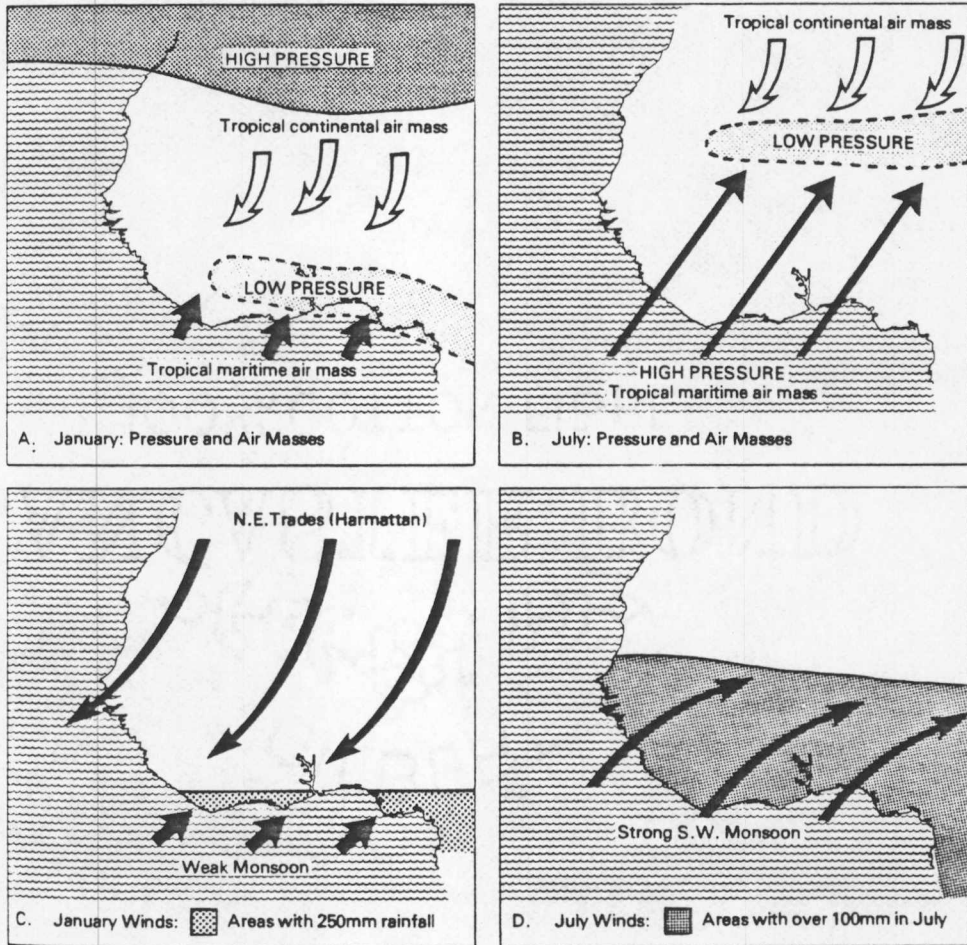 HIGH PRESSURE
Tropical continental air mass
LOW PRESSURE
Tropical maritime air mass
A. January: Pressure and Air Masses
Tropical continental air mass
LOW PRESSURE
HIGH PRESSURE
Tropical maritime air mass
B. July: Pressure and Air Masses
N.E.Trades (Harmattan)
Weak Monsoon
C. January Winds: Areas with 250mm rainfall
Strong S.W. Monsoon
D. July Winds: Areas with over 100mm in July